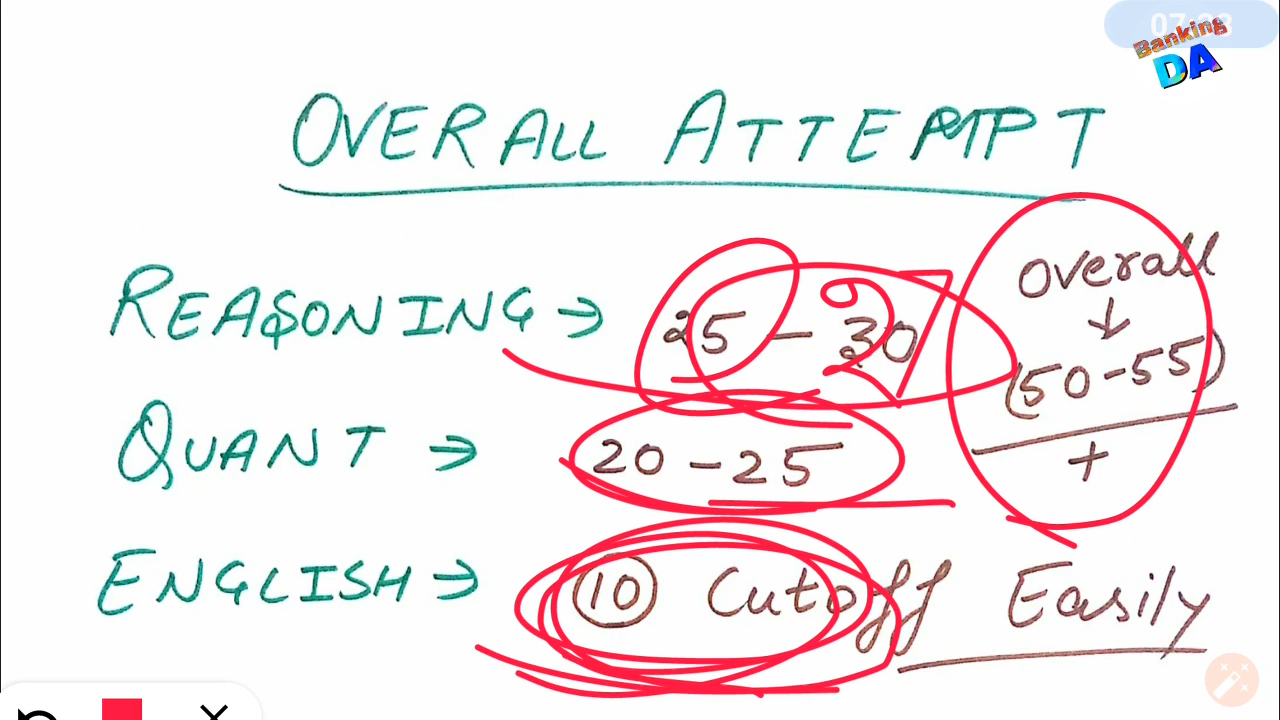 Banking
DA
OVERALL ATTEMPT
REASONING → 25 - 30
QUANT → 20 - 25
ENGLISH → 10 Cutoff Easily
Overall
↓
(50-55)
+